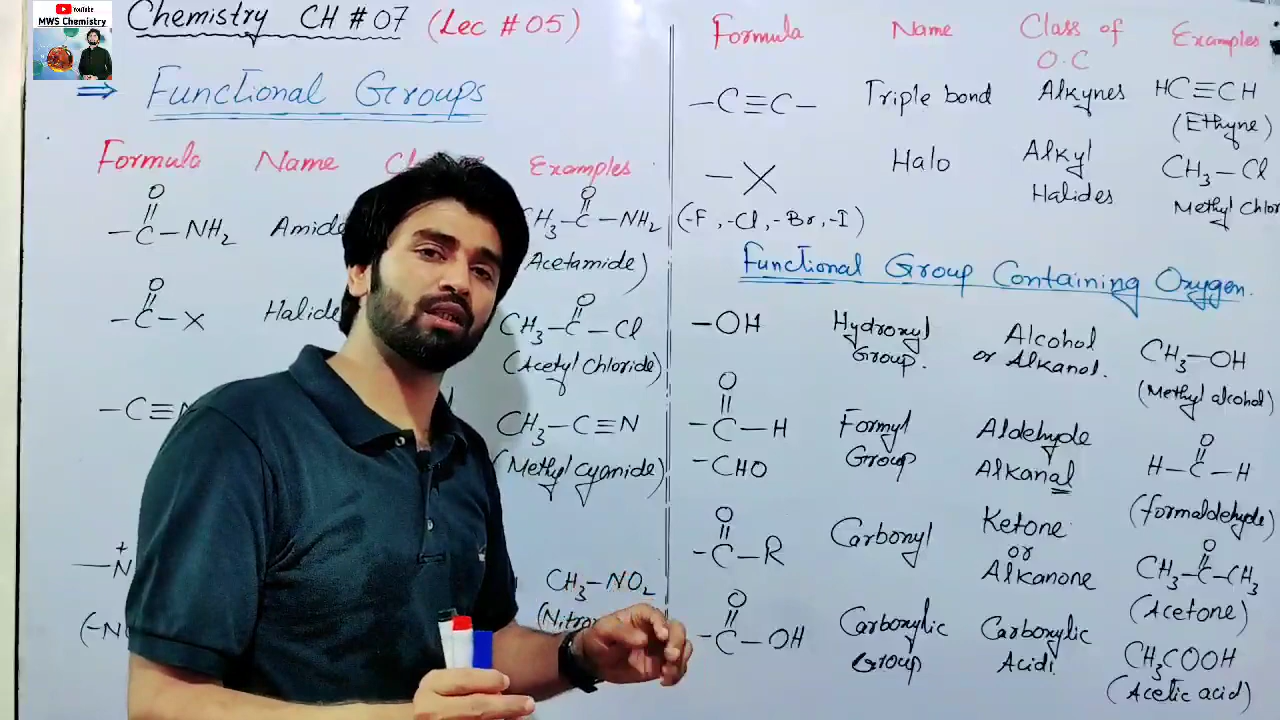 YouTube
MWS Chemistry
Chemistry CH # 07 (Lec # 05)
⇒ Functional Groups
Formula Name Examples
O
||
-C-NH₂
O
||
CH₃-C-NH₂
(Acetamide)
O
||
-C-X
O
||
CH₃-C-Cl
(Acetyl Chloride)
CH₃-C≡N
(Methyl cyanide)
CH₃-NO₂
Formula Name Class of Examples
O.C
-C≡C- Triple bond Alkynes HC≡CH
(Ethyne)
-X Halo Alkyl CH₃-Cl
Halides Methyl Chlor
(-F, -Cl, -Br, -I)
Functional Group Containing Oxygen.
-OH Hydroxyl Alcohol CH₃-OH
Group. or Alkanol. (Methyl alcohol)
O
||
-C-H Formyl Aldehyde
-CHO Group Alkanal
O
||
H-C-H
(formaldehyde)
O
||
-C-R Carbonyl Ketone
or
Alkanone
O
||
CH₃-C-CH₃
(Acetone)
O
||
-C-OH Carboxylic Carboxylic CH₃COOH
Group Acid. (Acetic acid)